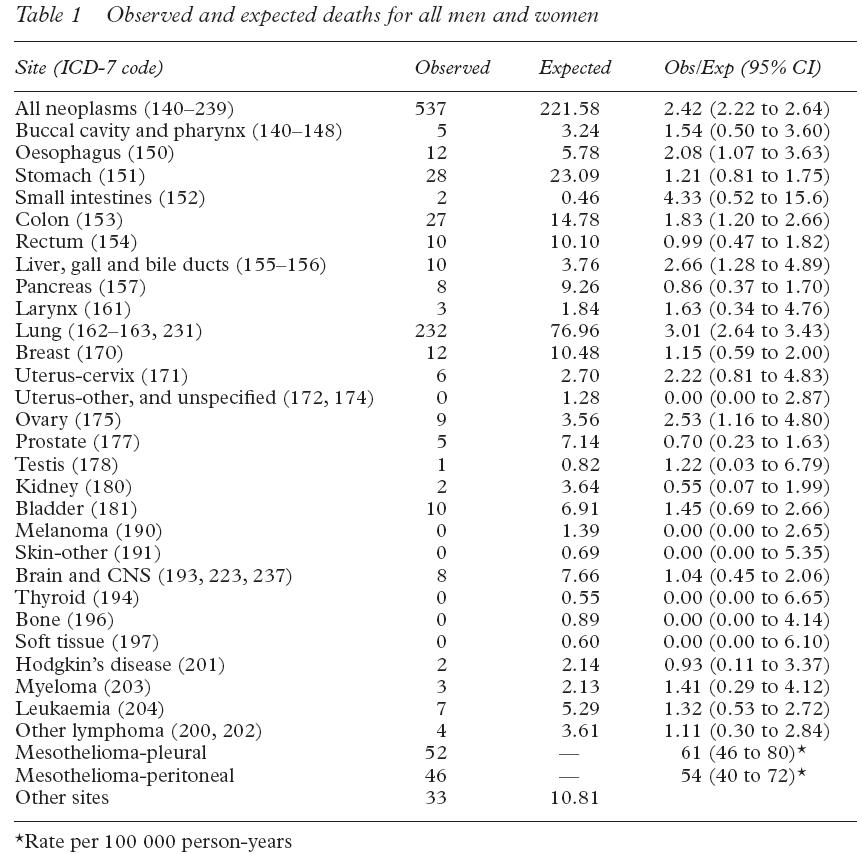 Table 1 Observed and expected deaths for all men and women
Site (ICD-7 code) Observed Expected Obs/Exp (95% CI)
All neoplasms (140–239) 537 221.58 2.42 (2.22 to 2.64)
Buccal cavity and pharynx (140–148) 5 3.24 1.54 (0.50 to 3.60)
Oesophagus (150) 12 5.78 2.08 (1.07 to 3.63)
Stomach (151) 28 23.09 1.21 (0.81 to 1.75)
Small intestines (152) 2 0.46 4.33 (0.52 to 15.6)
Colon (153) 27 14.78 1.83 (1.20 to 2.66)
Rectum (154) 10 10.10 0.99 (0.47 to 1.82)
Liver, gall and bile ducts (155–156) 10 3.76 2.66 (1.28 to 4.89)
Pancreas (157) 8 9.26 0.86 (0.37 to 1.70)
Larynx (161) 3 1.84 1.63 (0.34 to 4.76)
Lung (162–163, 231) 232 76.96 3.01 (2.64 to 3.43)
Breast (170) 12 10.48 1.15 (0.59 to 2.00)
Uterus-cervix (171) 6 2.70 2.22 (0.81 to 4.83)
Uterus-other, and unspecified (172, 174) 0 1.28 0.00 (0.00 to 2.87)
Ovary (175) 9 3.56 2.53 (1.16 to 4.80)
Prostate (177) 5 7.14 0.70 (0.23 to 1.63)
Testis (178) 1 0.82 1.22 (0.03 to 6.79)
Kidney (180) 2 3.64 0.55 (0.07 to 1.99)
Bladder (181) 10 6.91 1.45 (0.69 to 2.66)
Melanoma (190) 0 1.39 0.00 (0.00 to 2.65)
Skin-other (191) 0 0.69 0.00 (0.00 to 5.35)
Brain and CNS (193, 223, 237) 8 7.66 1.04 (0.45 to 2.06)
Thyroid (194) 0 0.55 0.00 (0.00 to 6.65)
Bone (196) 0 0.89 0.00 (0.00 to 4.14)
Soft tissue (197) 0 0.60 0.00 (0.00 to 6.10)
Hodgkin's disease (201) 2 2.14 0.93 (0.11 to 3.37)
Myeloma (203) 3 2.13 1.41 (0.29 to 4.12)
Leukaemia (204) 7 5.29 1.32 (0.53 to 2.72)
Other lymphoma (200, 202) 4 3.61 1.11 (0.30 to 2.84)
Mesothelioma-pleural 52 — 61 (46 to 80)*
Mesothelioma-peritoneal 46 — 54 (40 to 72)*
Other sites 33 10.81
*Rate per 100 000 person-years